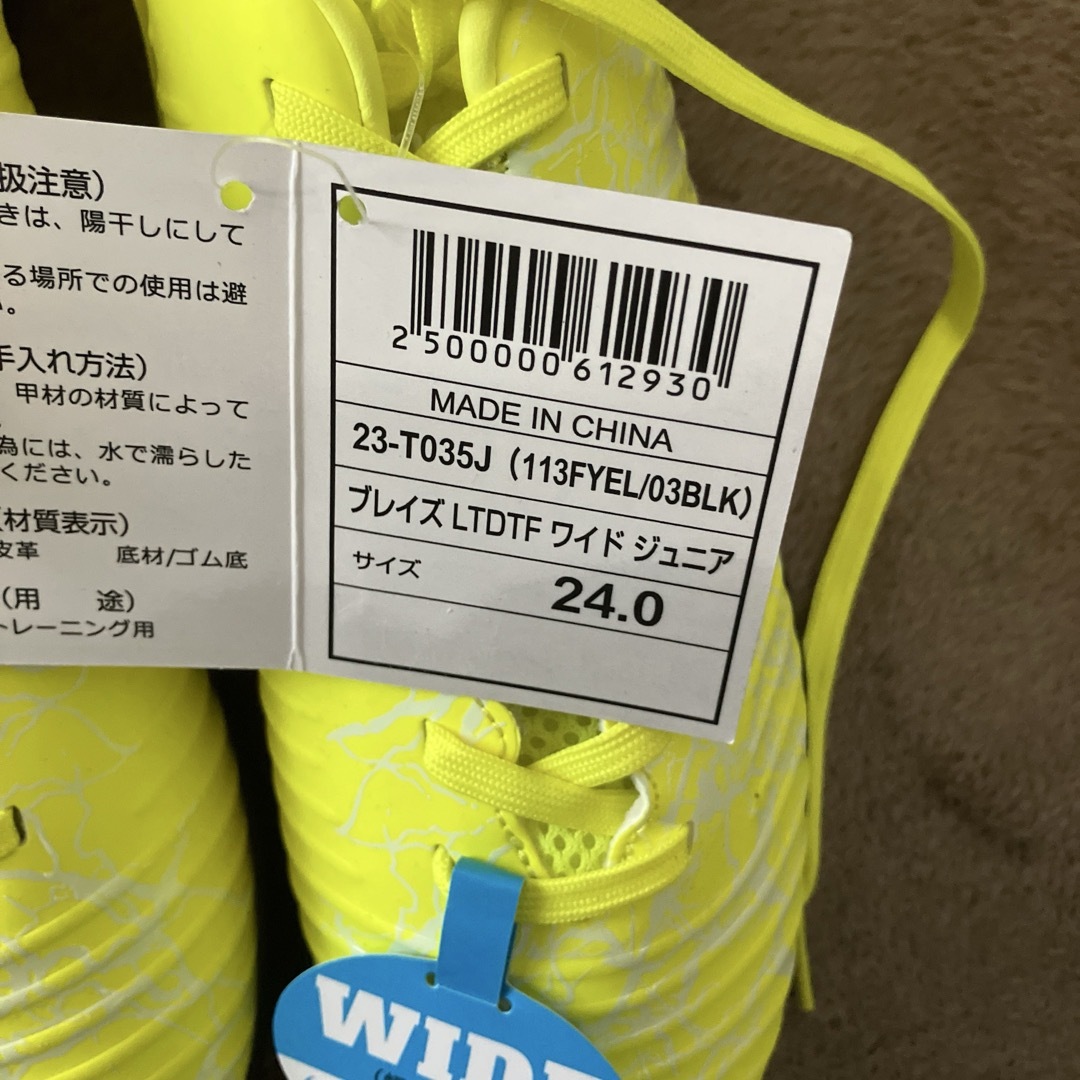 扱注意)
きは、陽干しにして
る場所での使用は避
い。
手入れ方法)
甲材の材質によって
為には、水で濡らした
ください。
(材質表示)
皮革 底材/ゴム底
(用 途)
トレーニング用
2 500000 612930
MADE IN CHINA
23-T035J (113FYEL/03BLK)
ブレイズ LTDTF ワイド ジュニア
サイズ 24.0
WIDE